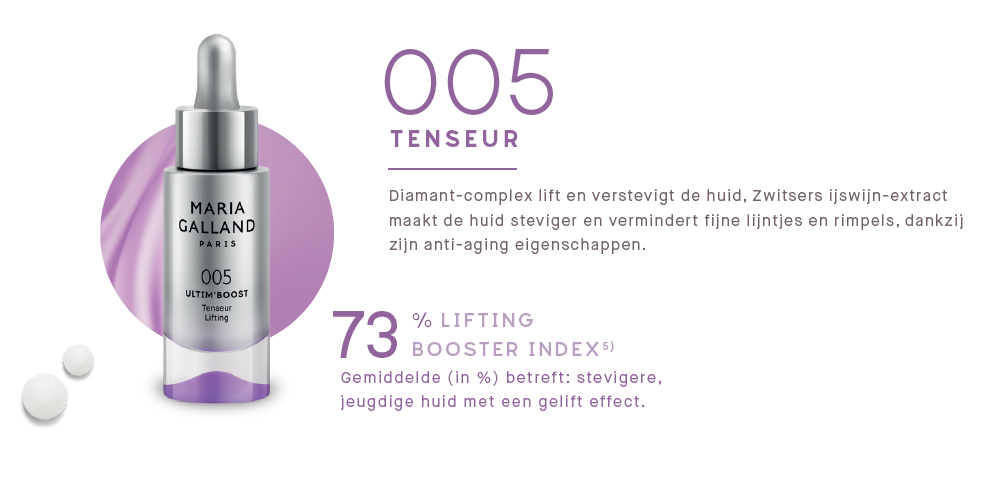 005
TENSEUR
Diamant-complex lift en verstevigt de huid, Zwitsers ijswijn-extract
maakt de huid steviger en vermindert fijne lijntjes en rimpels, dankzij
zijn anti-aging eigenschappen.
MARIA
GALLAND
PARIS
005
ULTIM'BOOST
Tenseur
Lifting
73 % LIFTING
BOOSTER INDEX⁵⁾
Gemiddelde (in %) betreft: stevigere,
jeugdige huid met een gelift effect.